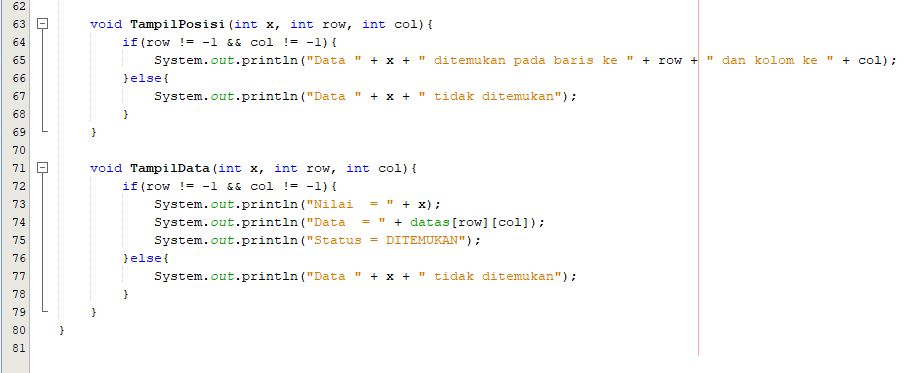 62
63 void TampilPosisi(int x, int row, int col){
64 if(row != -1 && col != -1){
65 System.out.println("Data " + x + " ditemukan pada baris ke " + row + " dan kolom ke " + col);
66 }else{
67 System.out.println("Data " + x + " tidak ditemukan");
68 }
69 }
70
71 void TampilData(int x, int row, int col){
72 if(row != -1 && col != -1){
73 System.out.println("Nilai  = " + x);
74 System.out.println("Data  = " + datas[row][col]);
75 System.out.println("Status = DITEMUKAN");
76 }else{
77 System.out.println("Data " + x + " tidak ditemukan");
78 }
79 }
80 }
81